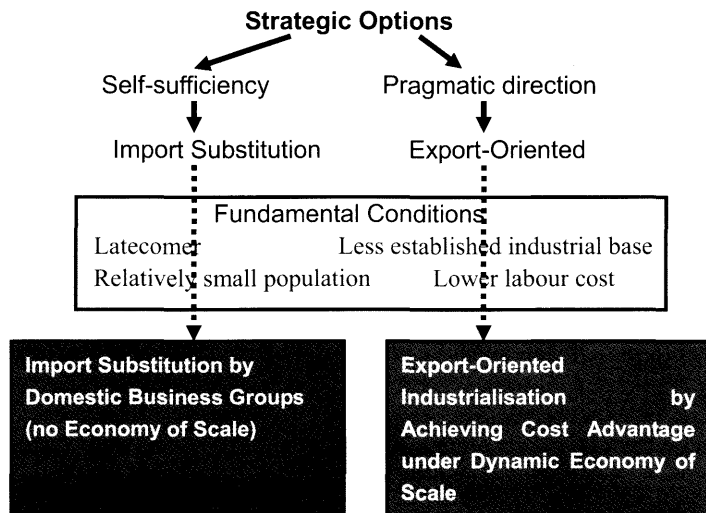 Strategic Options
Self-sufficiency
Pragmatic direction
Import Substitution
Export-Oriented
Fundamental Conditions
Latecomer
Less established industrial base
Relatively small population
Lower labour cost
Import Substitution by
Domestic Business Groups
(no Economy of Scale)
Export-Oriented
Industrialisation by
Achieving Cost Advantage
under Dynamic Economy of
Scale